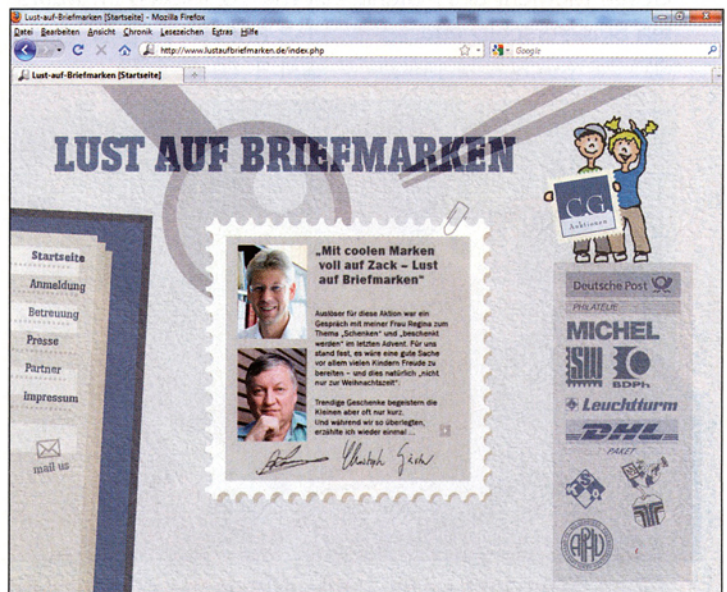 Lust-auf-Briefmarken [Startseite] - Mozilla Firefox
Datei Bearbeiten Ansicht Chronik Lesezeichen Extras Hilfe
http://www.lustaufbriefmarken.de/index.php
Google
Lust-auf-Briefmarken [Startseite]
LUST AUF BRIEFMARKEN
C.G.
Auktionen
Startseite
Anmeldung
Betreuung
Presse
Partner
Impressum
mail us
„Mit coolen Marken
voll auf Zack – Lust
auf Briefmarken“
Auslöser für diese Aktion war ein
Gespräch mit meiner Frau Regina zum
Thema „Schenken“ und „beschenkt
werden“ im letzten Advent. Für uns
stand fest, es wäre eine gute Sache
vor allem vielen Kindern Freude zu
bereiten – und dies natürlich „nicht
nur zur Weihnachtszeit“.
Trendige Geschenke begeistern die
Kleinen aber oft nur kurz.
Und während wir so überlegten,
erzählte ich wieder einmal ...
Christoph Gärtner
Deutsche Post
PHILATELIE
MICHEL
BDPh
Leuchtturm
DHL
PAKET
APHV